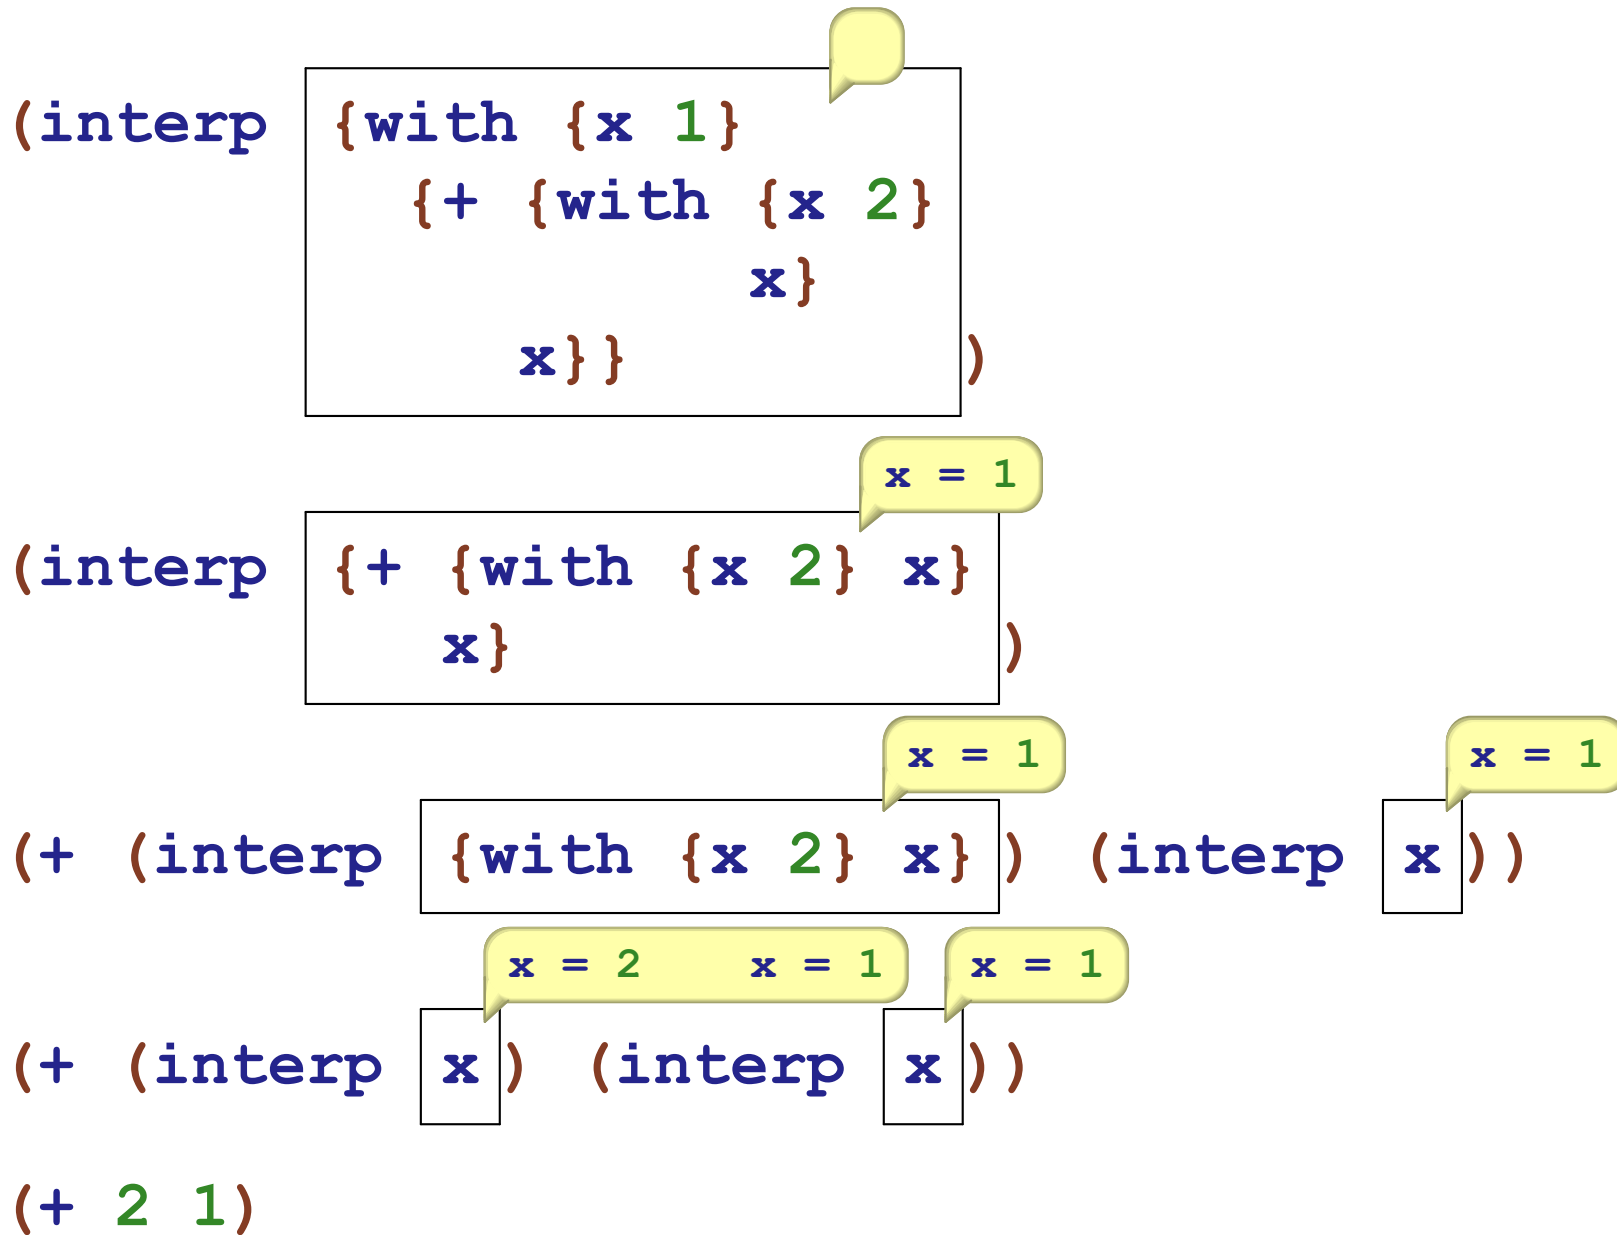 (interp {with {x 1}
{+ {with {x 2}
x}
x}} )
x = 1
(interp {+ {with {x 2} x}
x} )
x = 1 x = 1
(+ (interp {with {x 2} x}) (interp x))
x = 2 x = 1 x = 1
(+ (interp x) (interp x))
(+ 2 1)